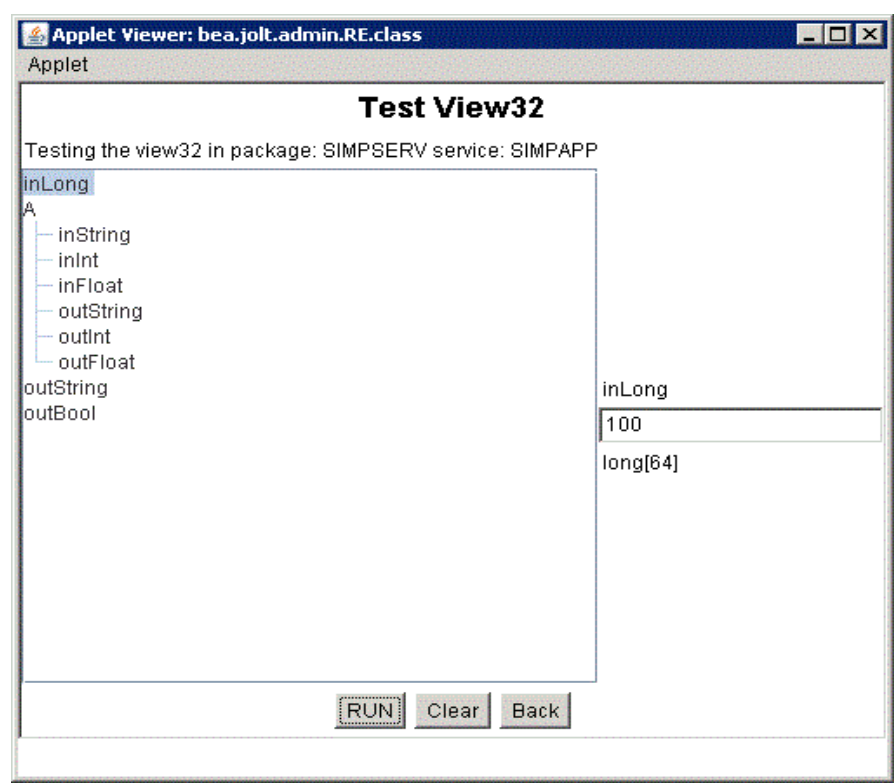 Applet Viewer: bea.jolt.admin.RE.class
Applet
Test View32
Testing the view32 in package: SIMPSERV service: SIMPAPP
inLong
A
inString
inInt
inFloat
outString
outInt
outFloat
outString
outBool
inLong
100
long[64]
RUN Clear Back